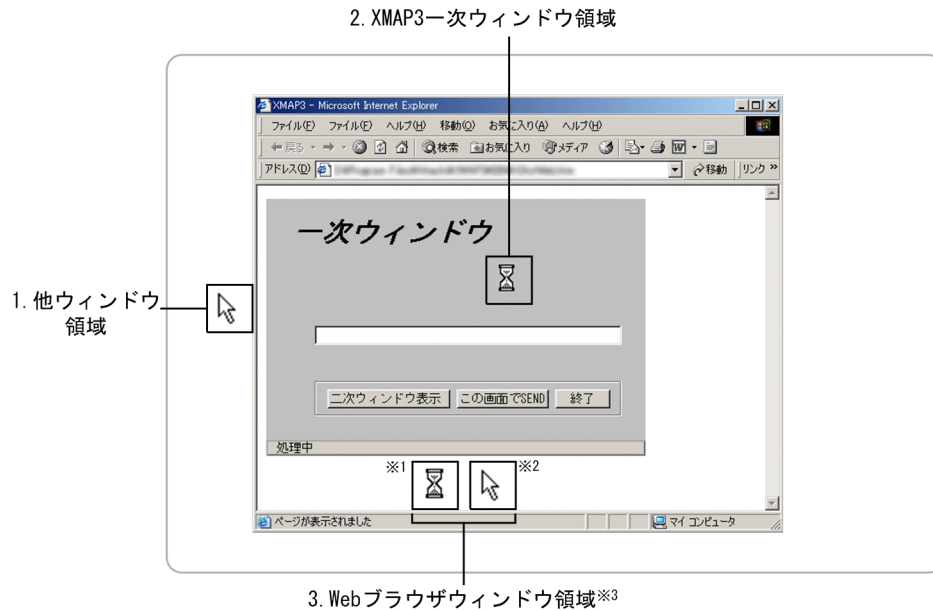 2.XMAP3一次ウィンドウ領域
XMAP3 - Microsoft Internet Explorer
ファイル(F) ファイル(E) ヘルプ(H) 移動(O) お気に入り(A) ヘルプ(H)
戻る 検索 お気に入り メディア
アドレス(D) 移動 リンク »
一次ウィンドウ
1.他ウィンドウ
領域
二次ウィンドウ表示 この画面でSEND 終了
処理中
※1 ※2
ページが表示されました マイ コンピュータ
3.Webブラウザウィンドウ領域※3